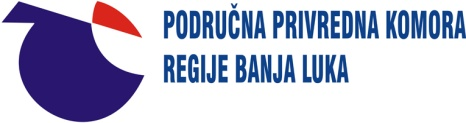 PODRUČNA PRIVREDNA KOMORA
REGIJE BANJA LUKA